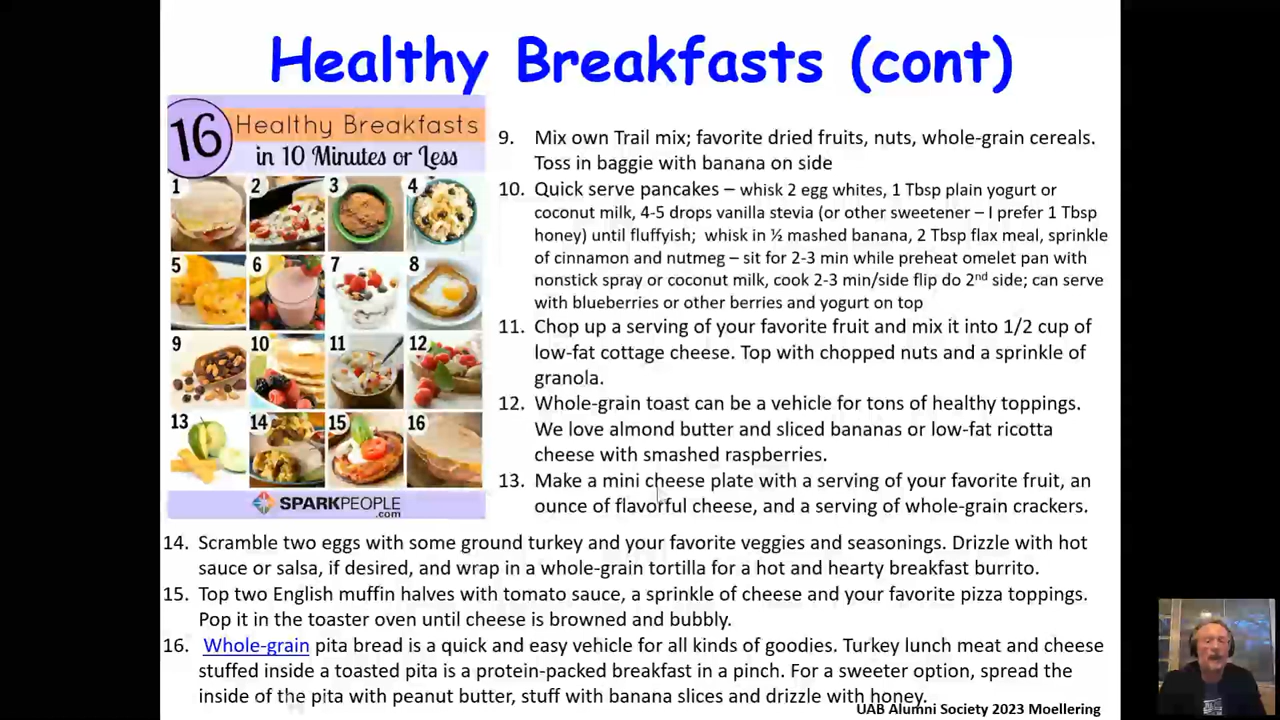 Healthy Breakfasts (cont)
16 Healthy Breakfasts
in 10 Minutes or Less
1 2 3 4
5 6 7 8
9 10 11 12
13 14 15 16
SPARKPEOPLE
.com
9. Mix own Trail mix; favorite dried fruits, nuts, whole-grain cereals.
Toss in baggie with banana on side
10. Quick serve pancakes – whisk 2 egg whites, 1 Tbsp plain yogurt or
coconut milk, 4-5 drops vanilla stevia (or other sweetener – I prefer 1 Tbsp
honey) until fluffyish; whisk in ½ mashed banana, 2 Tbsp flax meal, sprinkle
of cinnamon and nutmeg – sit for 2-3 min while preheat omelet pan with
nonstick spray or coconut milk, cook 2-3 min/side flip do 2nd side; can serve
with blueberries or other berries and yogurt on top
11. Chop up a serving of your favorite fruit and mix it into 1/2 cup of
low-fat cottage cheese. Top with chopped nuts and a sprinkle of
granola.
12. Whole-grain toast can be a vehicle for tons of healthy toppings.
We love almond butter and sliced bananas or low-fat ricotta
cheese with smashed raspberries.
13. Make a mini cheese plate with a serving of your favorite fruit, an
ounce of flavorful cheese, and a serving of whole-grain crackers.
14. Scramble two eggs with some ground turkey and your favorite veggies and seasonings. Drizzle with hot
sauce or salsa, if desired, and wrap in a whole-grain tortilla for a hot and hearty breakfast burrito.
15. Top two English muffin halves with tomato sauce, a sprinkle of cheese and your favorite pizza toppings.
Pop it in the toaster oven until cheese is browned and bubbly.
16. Whole-grain pita bread is a quick and easy vehicle for all kinds of goodies. Turkey lunch meat and cheese
stuffed inside a toasted pita is a protein-packed breakfast in a pinch. For a sweeter option, spread the
inside of the pita with peanut butter, stuff with banana slices and drizzle with honey.
UAB Alumni Society 2023 Moellering